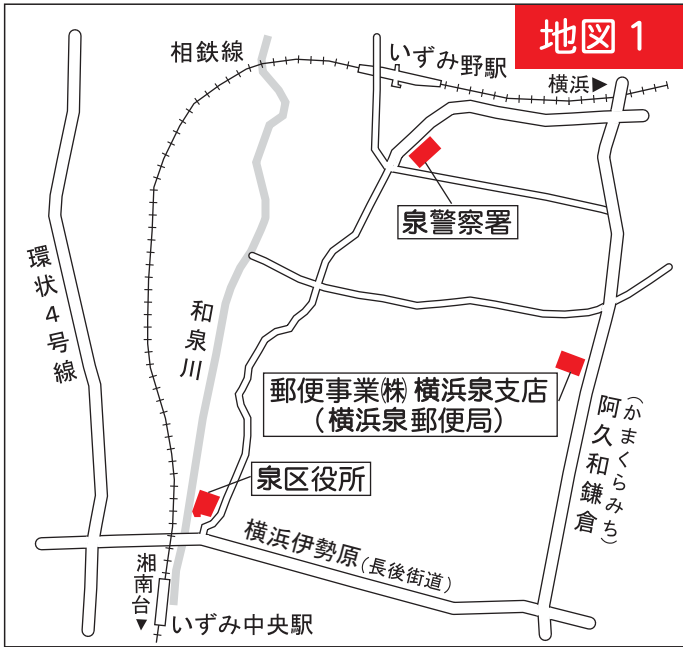 地図1
相鉄線
いずみ野駅
横浜▶
泉警察署
環状4号線
和泉川
郵便事業㈱ 横浜泉支店
（横浜泉郵便局）
阿久和鎌倉
（かまくらみち）
泉区役所
横浜伊勢原（長後街道）
湘南台▼
いずみ中央駅